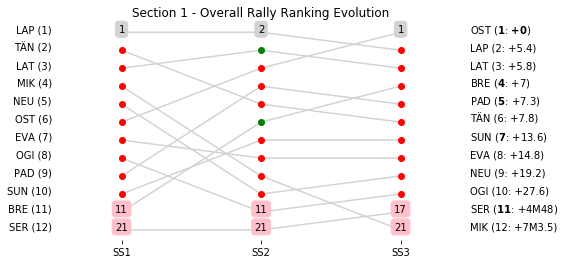 Section 1 - Overall Rally Ranking Evolution
LAP (1) 1 2 1 OST (1: +0)
TÄN (2) LAP (2: +5.4)
LAT (3) LAT (3: +5.8)
MIK (4) BRE (4: +7)
NEU (5) PAD (5: +7.3)
OST (6) TÄN (6: +7.8)
EVA (7) SUN (7: +13.6)
OGI (8) EVA (8: +14.8)
PAD (9) NEU (9: +19.2)
SUN (10) OGI (10: +27.6)
BRE (11) 11 11 17 SER (11: +4M48)
SER (12) 21 21 21 MIK (12: +7M3.5)
SS1 SS2 SS3